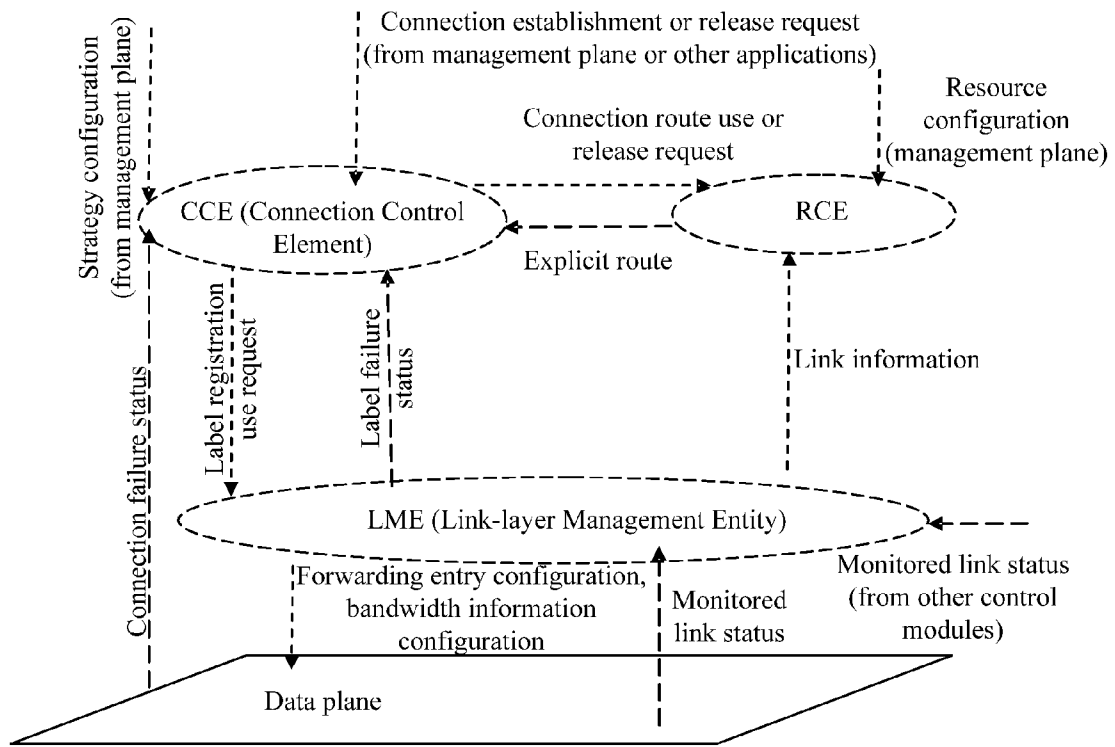 Connection establishment or release request
(from management plane or other applications)
Strategy configuration
(from management plane)
Resource
configuration
(management plane)
Connection route use or
release request
CCE (Connection Control
Element)
RCE
Explicit route
Label registration
use request
Label failure
status
Link information
Connection failure status
LME (Link-layer Management Entity)
Forwarding entry configuration,
bandwidth information
configuration
Monitored
link status
Monitored link status
(from other control
modules)
Data plane